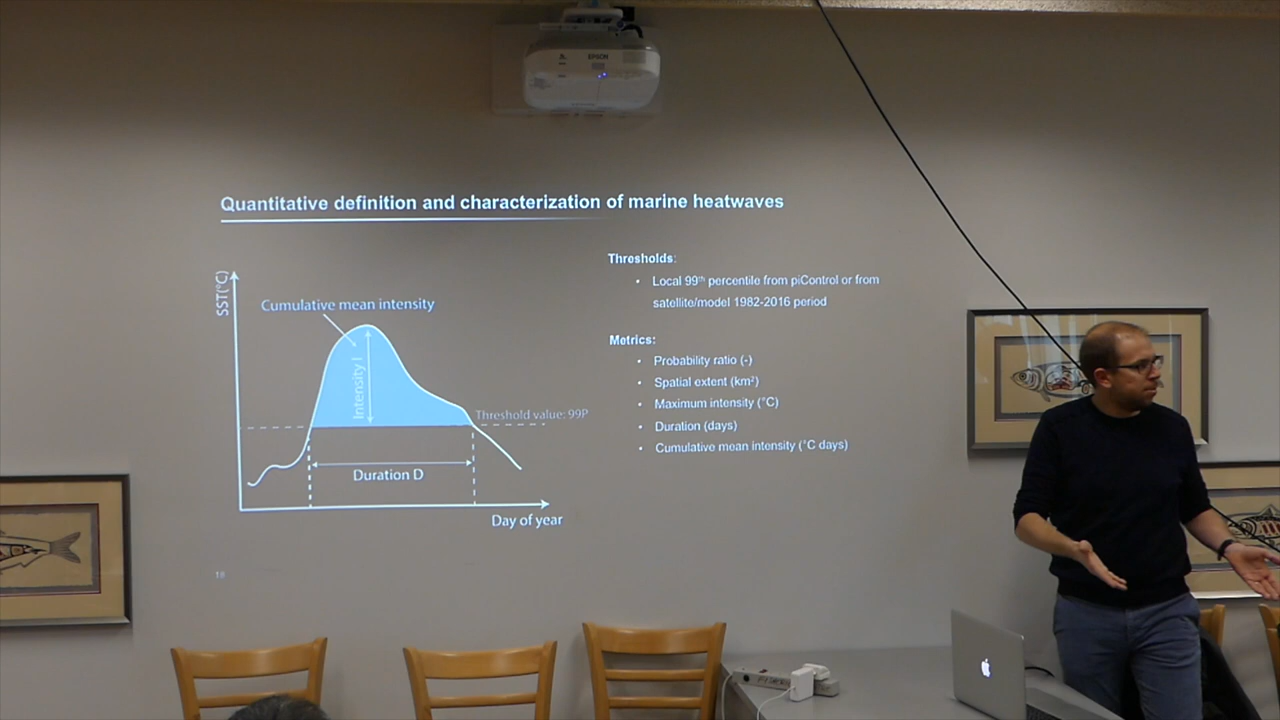 EPSON
Quantitative definition and characterization of marine heatwaves
SST(°C)
Cumulative mean intensity
Intensity I
Threshold value: 99P
Duration D
Day of year
Thresholds:
• Local 99th percentile from piControl or from
satellite/model 1982-2016 period
Metrics:
• Probability ratio (-)
• Spatial extent (km²)
• Maximum intensity (°C)
• Duration (days)
• Cumulative mean intensity (°C days)